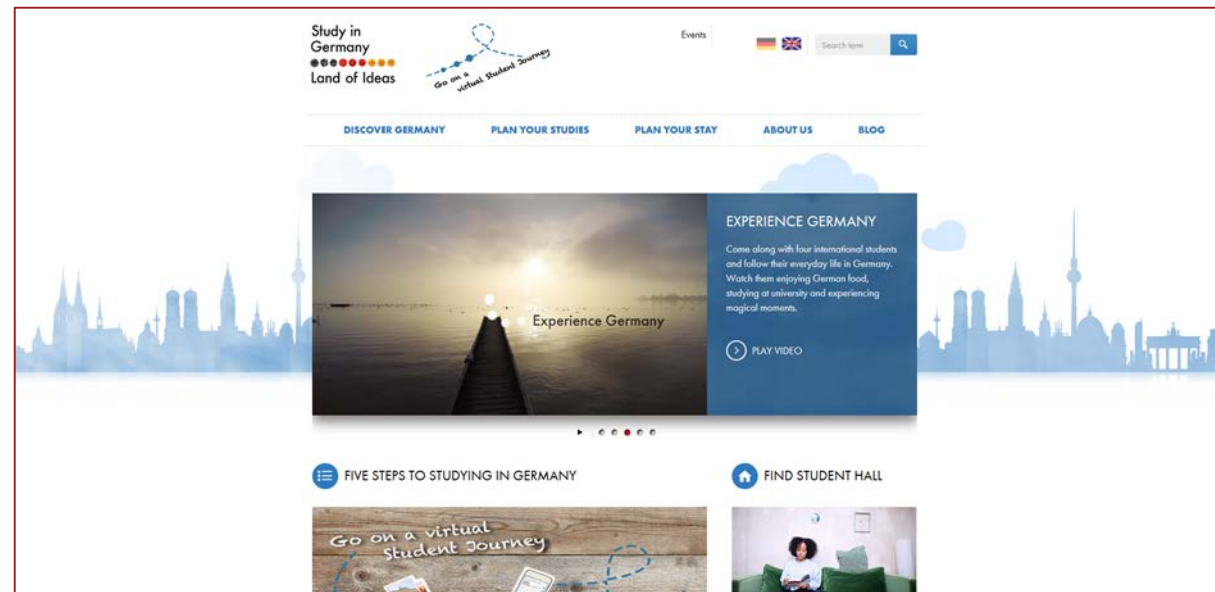 Study in
Germany
Land of Ideas
Go on a
virtual Student Journey
Events
Search term
DISCOVER GERMANY
PLAN YOUR STUDIES
PLAN YOUR STAY
ABOUT US
BLOG
Experience Germany
EXPERIENCE GERMANY
Come along with four international students
and follow their everyday life in Germany.
Watch them enjoying German food,
studying at university and experiencing
magical moments.
PLAY VIDEO
FIVE STEPS TO STUDYING IN GERMANY
FIND STUDENT HALL
Go on a virtual
Student Journey